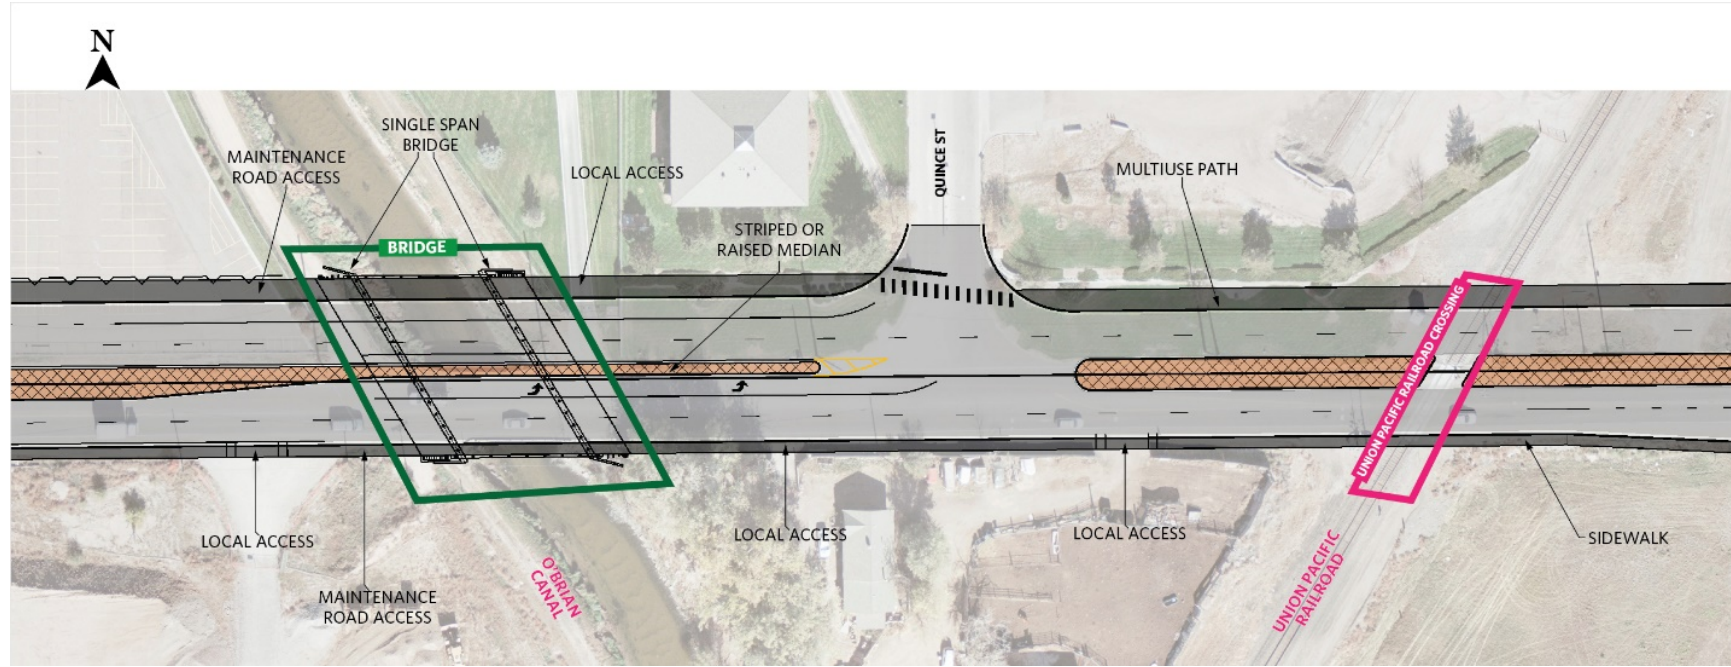 N
SINGLE SPAN
BRIDGE
MAINTENANCE
ROAD ACCESS
LOCAL ACCESS
QUINCE ST
MULTIUSE PATH
STRIPED OR
RAISED MEDIAN
BRIDGE
UNION PACIFIC RAILROAD CROSSING
LOCAL ACCESS
MAINTENANCE
ROAD ACCESS
O'BRIAN
CANAL
LOCAL ACCESS
LOCAL ACCESS
UNION PACIFIC
RAILROAD
SIDEWALK